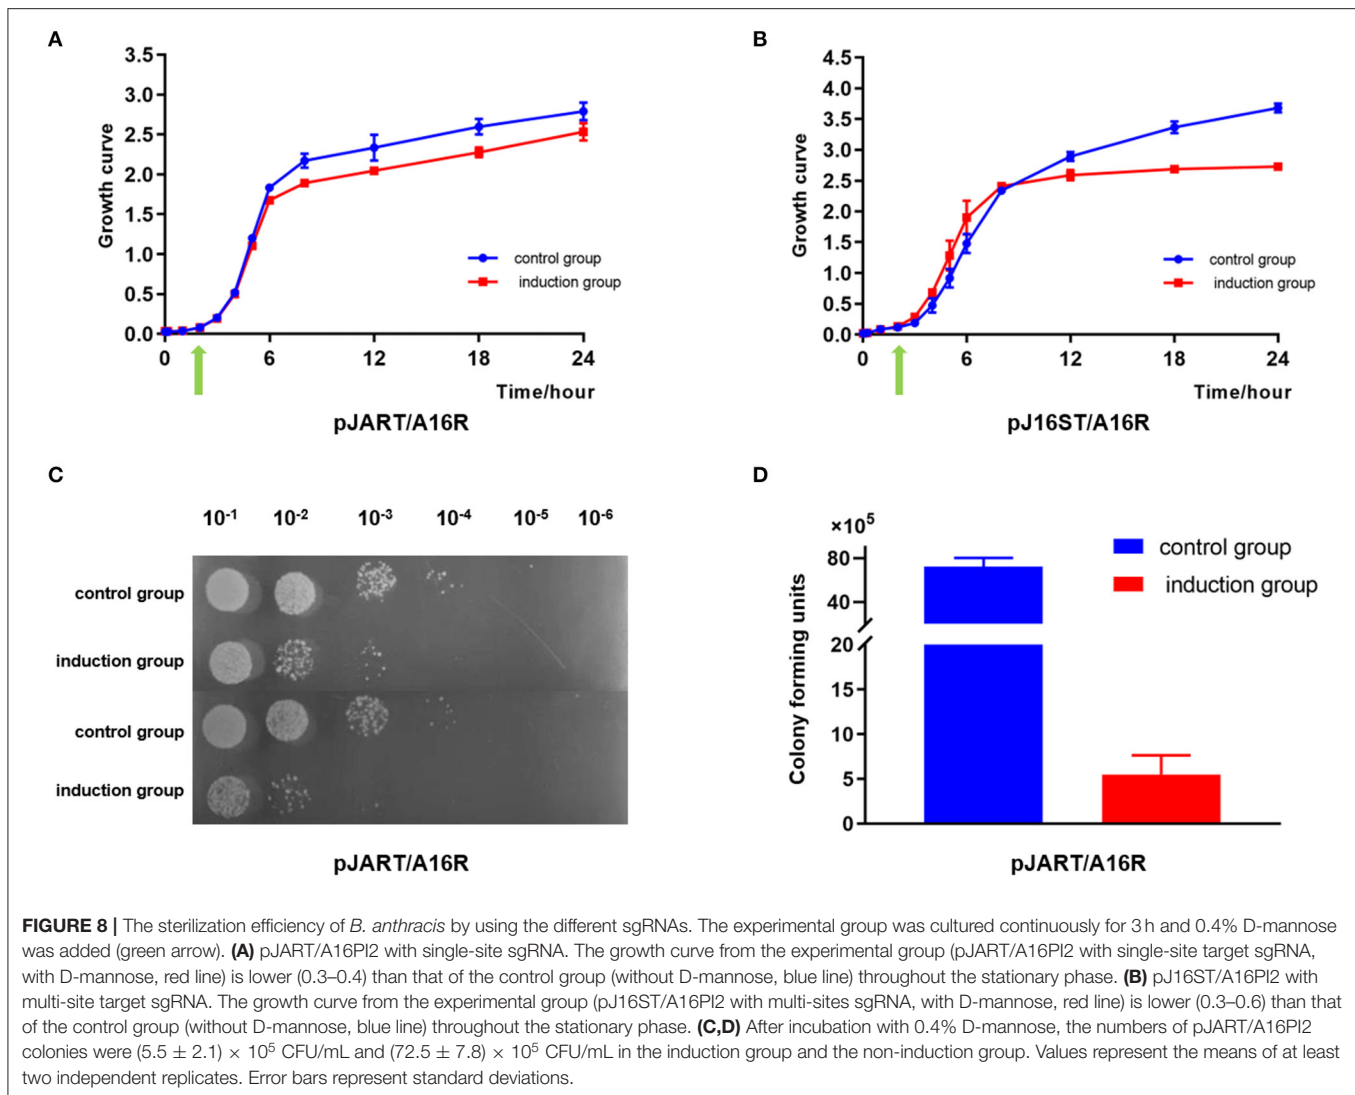 A
3.5
3.0
2.5
2.0
1.5
1.0
0.5
0.0
Growth curve
control group
induction group
0 6 12 18 24
Time/hour
pJART/A16R
B
4.5
4.0
3.5
3.0
2.5
2.0
1.5
1.0
0.5
0.0
Growth curve
control group
induction group
0 6 12 18 24
Time/hour
pJ16ST/A16R
C
10⁻¹ 10⁻² 10⁻³ 10⁻⁴ 10⁻⁵ 10⁻⁶
control group
induction group
control group
induction group
pJART/A16R
D
×10⁵
80
40
20
15
10
5
0
Colony forming units
control group
induction group
pJART/A16R
FIGURE 8 | The sterilization efficiency of B. anthracis by using the different sgRNAs. The experimental group was cultured continuously for 3 h and 0.4% D-mannose
was added (green arrow). (A) pJART/A16PI2 with single-site sgRNA. The growth curve from the experimental group (pJART/A16PI2 with single-site target sgRNA,
with D-mannose, red line) is lower (0.3–0.4) than that of the control group (without D-mannose, blue line) throughout the stationary phase. (B) pJ16ST/A16PI2 with
multi-site target sgRNA. The growth curve from the experimental group (pJ16ST/A16PI2 with multi-sites sgRNA, with D-mannose, red line) is lower (0.3–0.6) than that
of the control group (without D-mannose, blue line) throughout the stationary phase. (C,D) After incubation with 0.4% D-mannose, the numbers of pJART/A16PI2
colonies were (5.5 ± 2.1) × 10⁵ CFU/mL and (72.5 ± 7.8) × 10⁵ CFU/mL in the induction group and the non-induction group. Values represent the means of at least
two independent replicates. Error bars represent standard deviations.